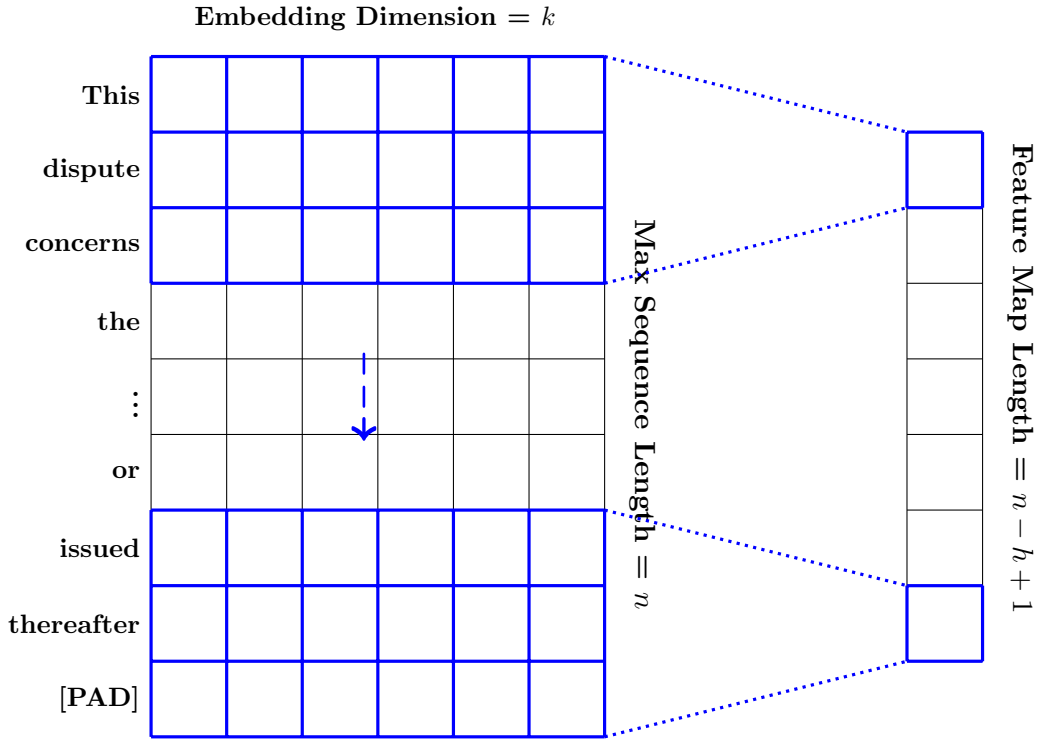 Embedding Dimension = k
This
dispute
concerns
the
⋮
or
issued
thereafter
[PAD]
Max Sequence Length = n
Feature Map Length = n − h + 1